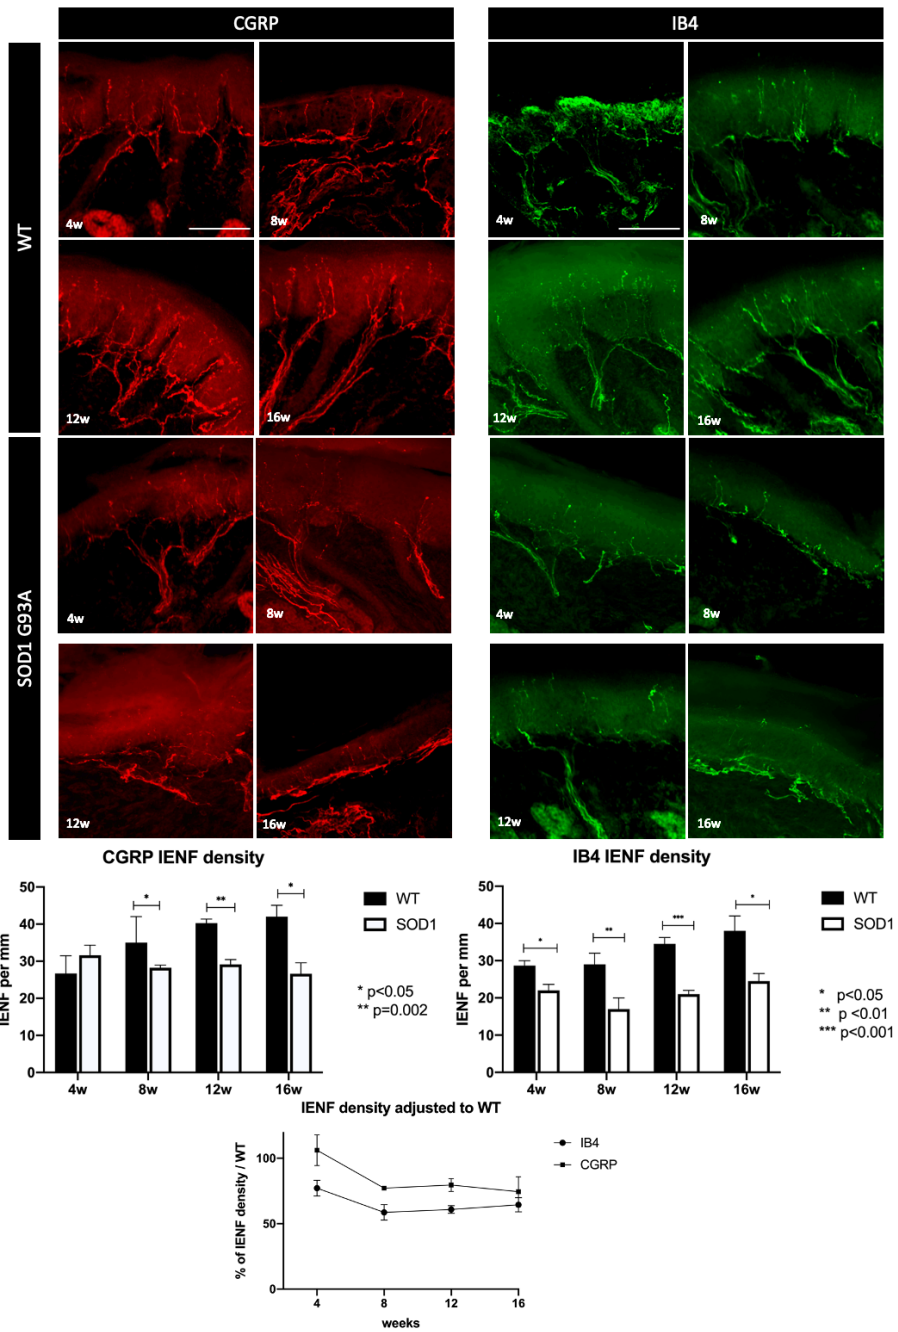 CGRP
IB4
WT
4w
8w
4w
8w
12w
16w
12w
16w
SOD1 G93A
4w
8w
4w
8w
12w
16w
12w
16w
CGRP IENF density
IENF per mm
50
40
30
20
10
0
*
**
*
4w
8w
12w
16w
WT
SOD1
* p<0.05
** p=0.002
IB4 IENF density
IENF per mm
50
40
30
20
10
0
*
**
***
*
4w
8w
12w
16w
WT
SOD1
* p<0.05
** p <0.01
*** p<0.001
IENF density adjusted to WT
% of IENF density / WT
100
50
0
4
8
12
16
weeks
IB4
CGRP